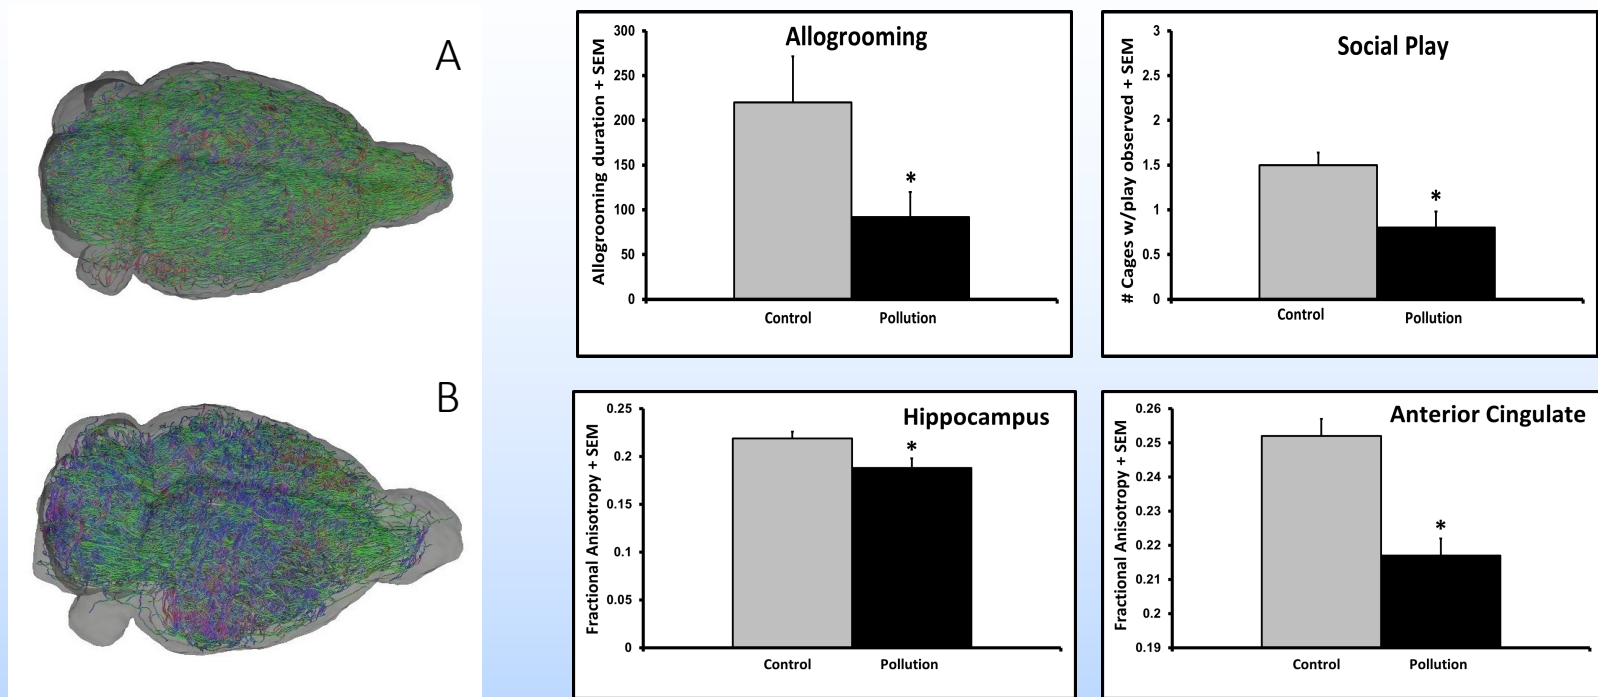 A
B
Allogrooming
Allogrooming duration + SEM
300
250
200
150
100
50
0
*
Control
Pollution
Social Play
# Cages w/play observed + SEM
3
2.5
2
1.5
1
0.5
0
*
Control
Pollution
Hippocampus
Fractional Anisotropy + SEM
0.25
0.2
0.15
0.1
0.05
0
*
Control
Pollution
Anterior Cingulate
Fractional Anisotropy + SEM
0.26
0.25
0.24
0.23
0.22
0.21
0.2
0.19
*
Control
Pollution